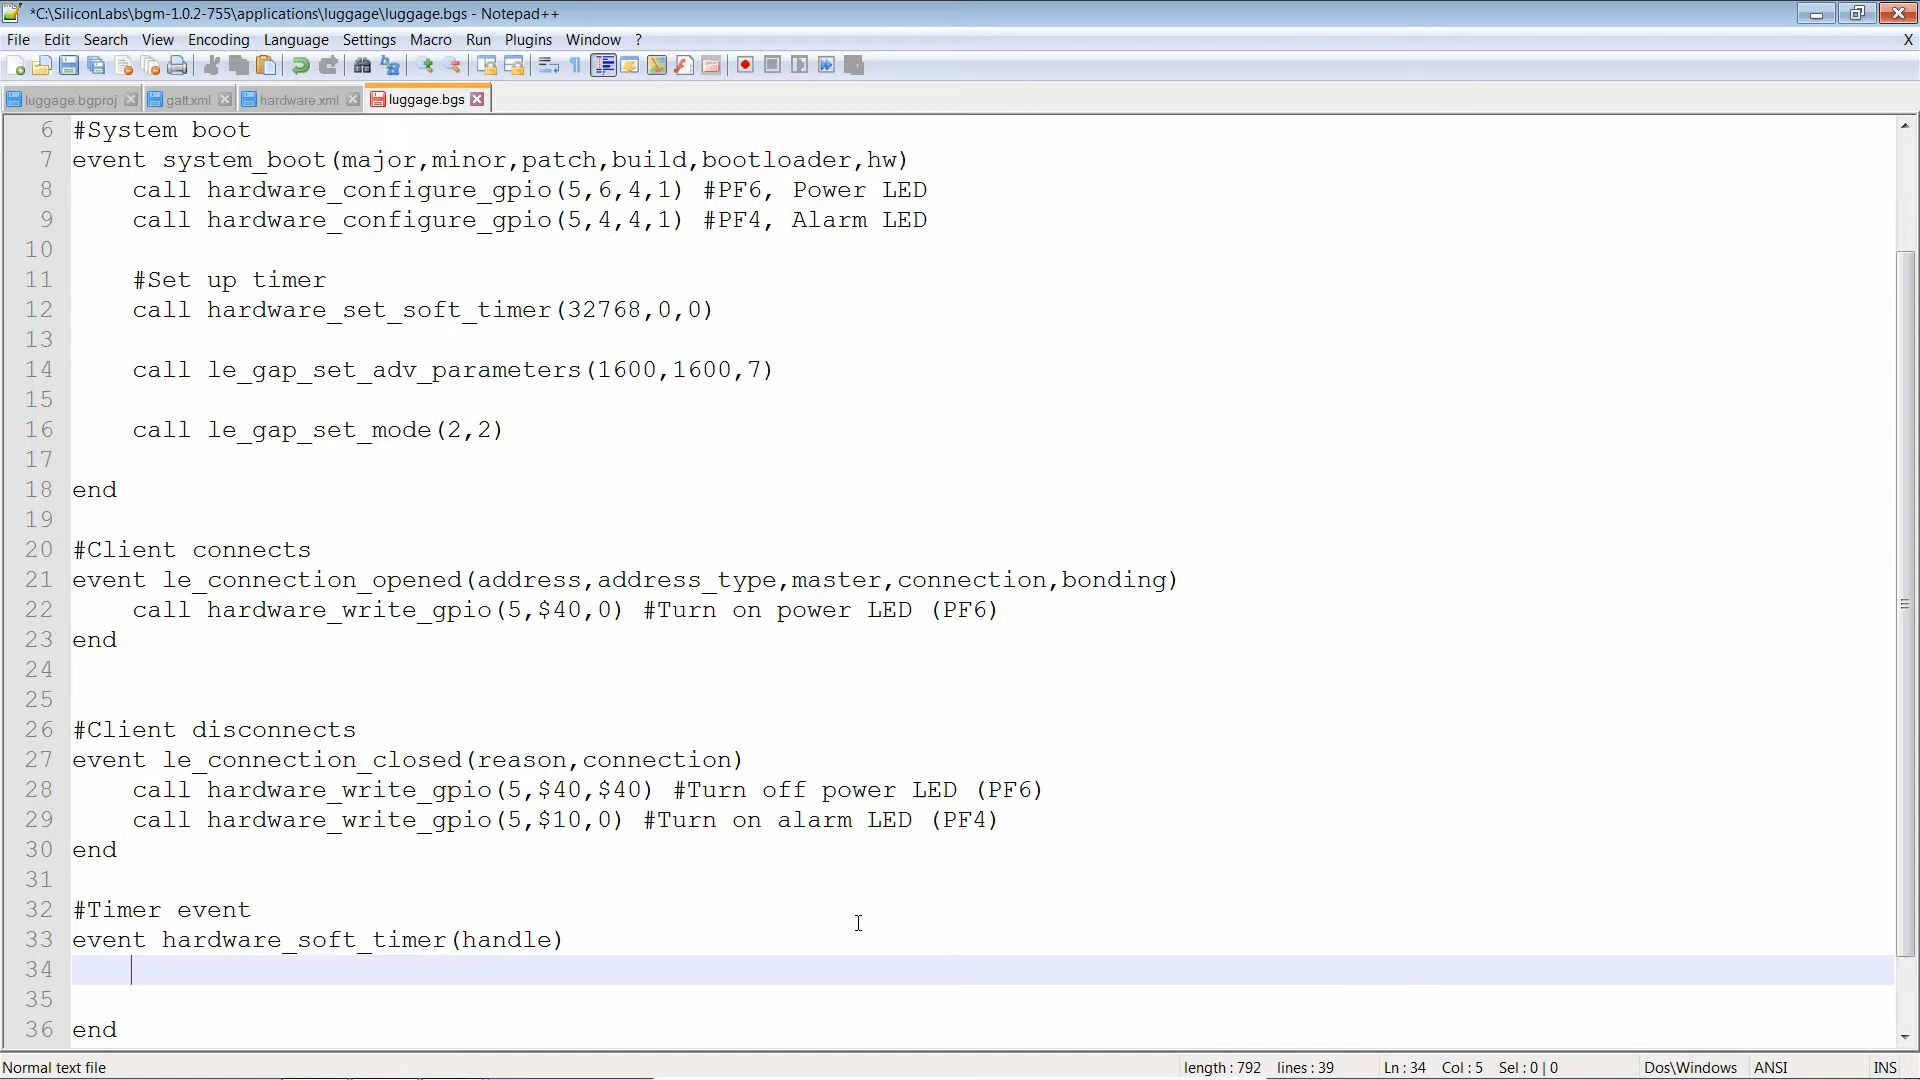 *C:\SiliconLabs\bgm-1.0.2-755\applications\luggage\luggage.bgs - Notepad++
File Edit Search View Encoding Language Settings Macro Run Plugins Window ? X
luggage.bgproj gatt.xml hardware.xml luggage.bgs
6 #System boot
7 event system_boot(major,minor,patch,build,bootloader,hw)
8 call hardware_configure_gpio(5,6,4,1) #PF6, Power LED
9 call hardware_configure_gpio(5,4,4,1) #PF4, Alarm LED
10
11 #Set up timer
12 call hardware_set_soft_timer(32768,0,0)
13
14 call le_gap_set_adv_parameters(1600,1600,7)
15
16 call le_gap_set_mode(2,2)
17
18 end
19
20 #Client connects
21 event le_connection_opened(address,address_type,master,connection,bonding)
22 call hardware_write_gpio(5,$40,0) #Turn on power LED (PF6)
23 end
24
25
26 #Client disconnects
27 event le_connection_closed(reason,connection)
28 call hardware_write_gpio(5,$40,$40) #Turn off power LED (PF6)
29 call hardware_write_gpio(5,$10,0) #Turn on alarm LED (PF4)
30 end
31
32 #Timer event
33 event hardware_soft_timer(handle)
34
35
36 end
Normal text file length : 792 lines : 39 Ln : 34 Col : 5 Sel : 0 | 0 Dos\Windows ANSI INS